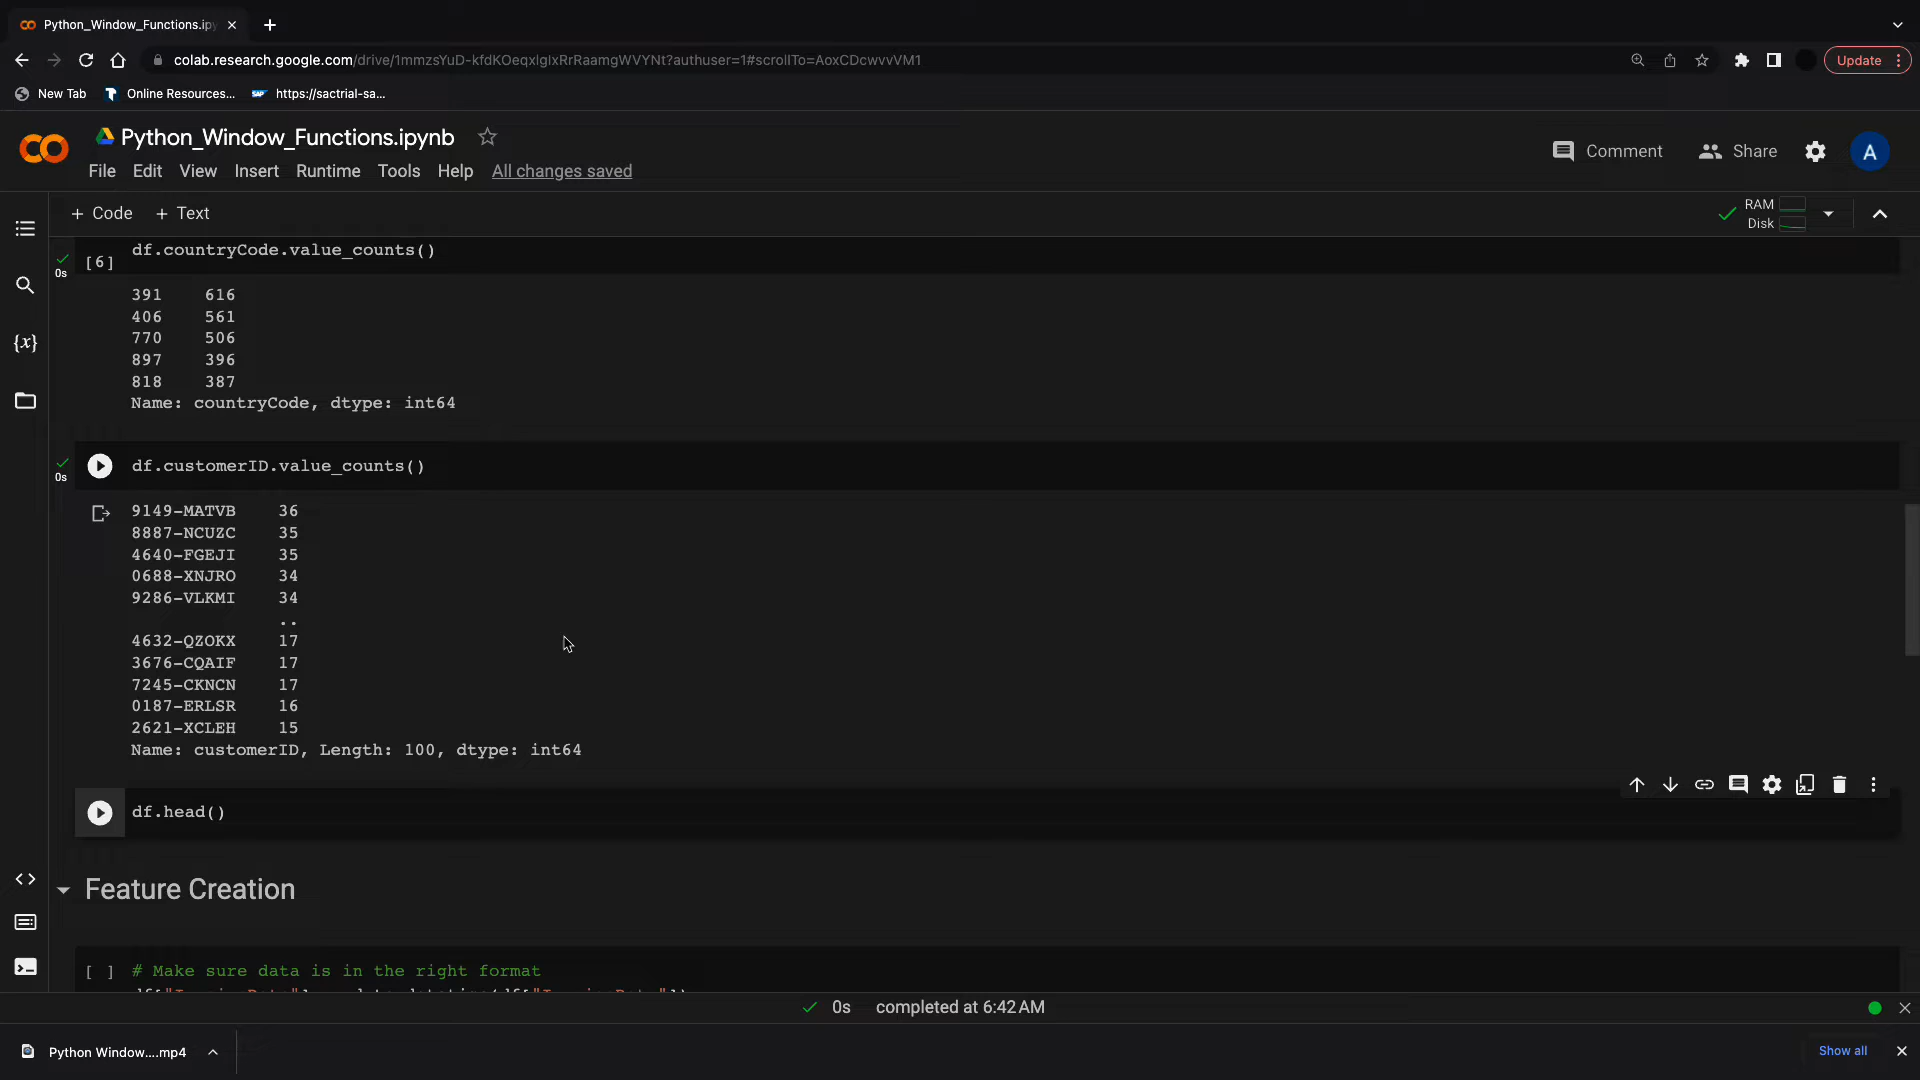 Python_Window_Functions.ipy
colab.research.google.com/drive/1mmzsYuD-kfdKOeqxlgIxRrRaamgWVYNt?authuser=1#scrollTo=AoxCDcwvvVM1
Update
New Tab
Online Resources...
https://sactrial-sa...
Python_Window_Functions.ipynb
Comment
Share
A
File Edit View Insert Runtime Tools Help All changes saved
+ Code + Text
RAM
Disk
df.countryCode.value_counts()
0s
[6]
391 616
406 561
770 506
897 396
818 387
Name: countryCode, dtype: int64
df.customerID.value_counts()
0s
9149-MATVB 36
8887-NCUZC 35
4640-FGEJI 35
0688-XNJRO 34
9286-VLKMI 34
..
4632-QZOKX 17
3676-CQAIF 17
7245-CKNCN 17
0187-ERLSR 16
2621-XCLEH 15
Name: customerID, Length: 100, dtype: int64
df.head()
Feature Creation
[ ] # Make sure data is in the right format
0s completed at 6:42 AM
Python Window....mp4
Show all